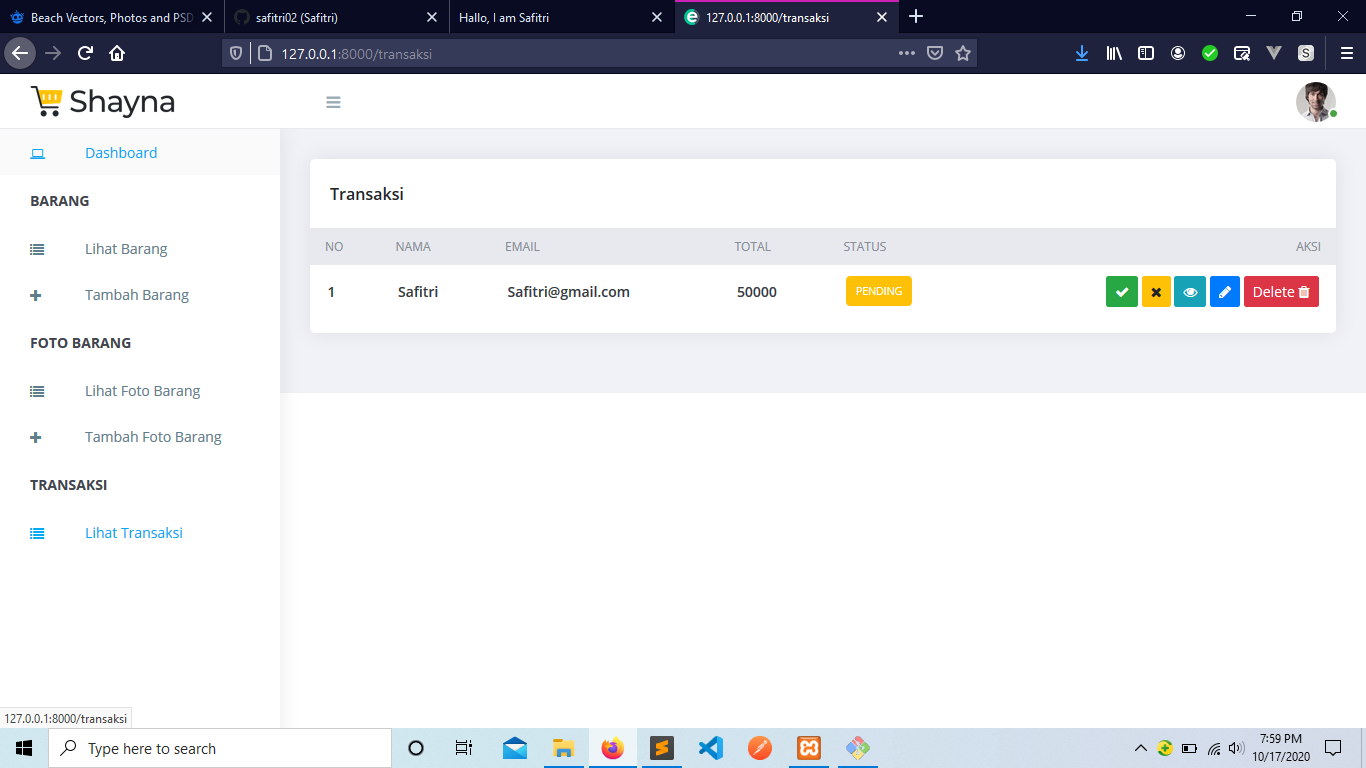 Beach Vectors, Photos and PSD
safitri02 (Safitri)
Hallo, I am Safitri
127.0.0.1:8000/transaksi
127.0.0.1:8000/transaksi
S
Shayna
Dashboard
BARANG
Lihat Barang
Tambah Barang
FOTO BARANG
Lihat Foto Barang
Tambah Foto Barang
TRANSAKSI
Lihat Transaksi
Transaksi
NO NAMA EMAIL TOTAL STATUS AKSI
1 Safitri Safitri@gmail.com 50000 PENDING Delete
127.0.0.1:8000/transaksi
Type here to search
7:59 PM
10/17/2020